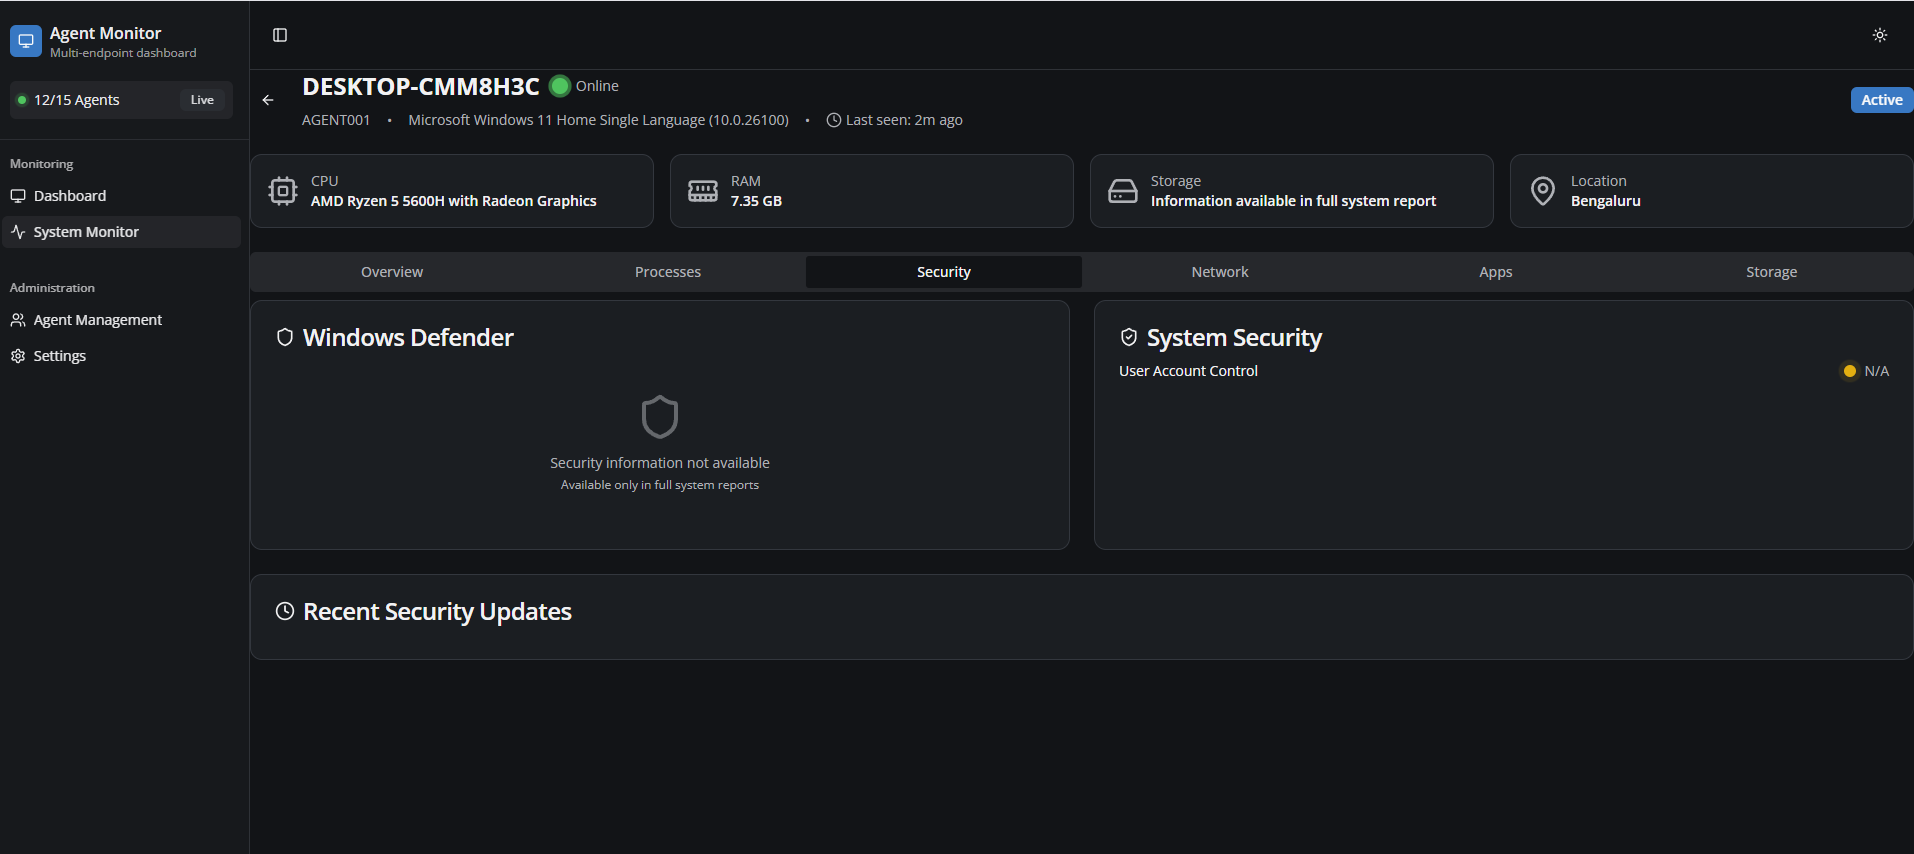 Agent Monitor
Multi-endpoint dashboard
12/15 Agents
Live
Monitoring
Dashboard
System Monitor
Administration
Agent Management
Settings
DESKTOP-CMM8H3C
Online
AGENT001 • Microsoft Windows 11 Home Single Language (10.0.26100) • Last seen: 2m ago
Active
CPU
AMD Ryzen 5 5600H with Radeon Graphics
RAM
7.35 GB
Storage
Information available in full system report
Location
Bengaluru
Overview
Processes
Security
Network
Apps
Storage
Windows Defender
Security information not available
Available only in full system reports
System Security
User Account Control
N/A
Recent Security Updates